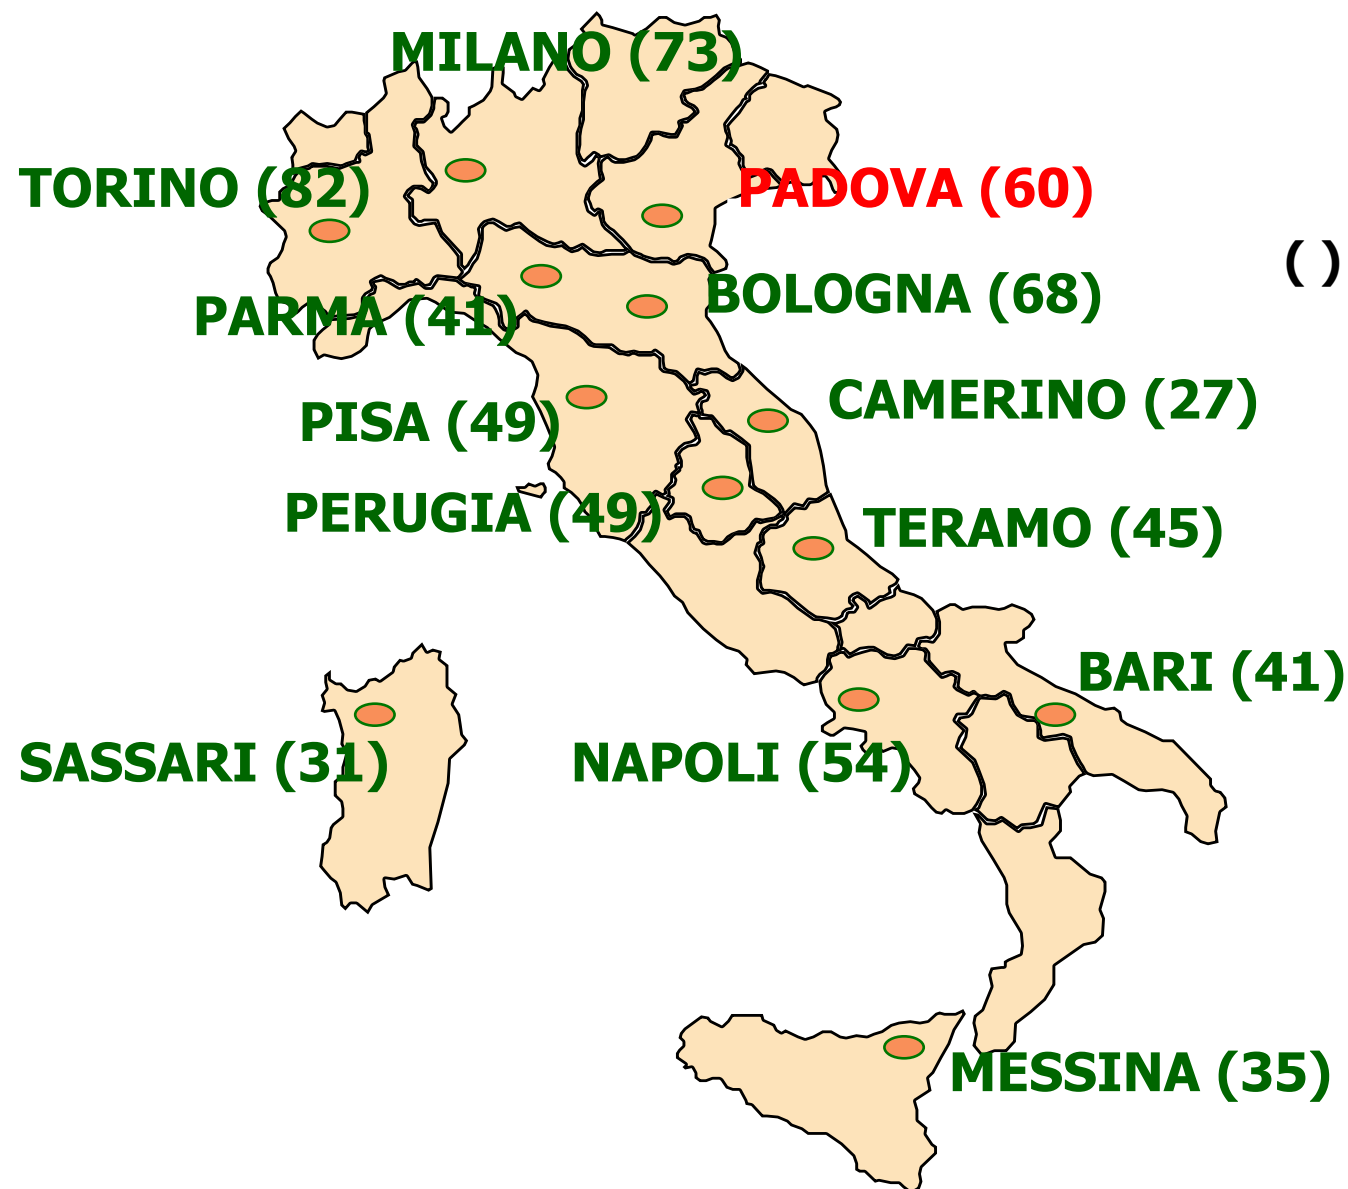 MILANO (73)
TORINO (82)
PADOVA (60)
( )
BOLOGNA (68)
PARMA (41)
CAMERINO (27)
PISA (49)
PERUGIA (49)
TERAMO (45)
BARI (41)
SASSARI (31)
NAPOLI (54)
MESSINA (35)